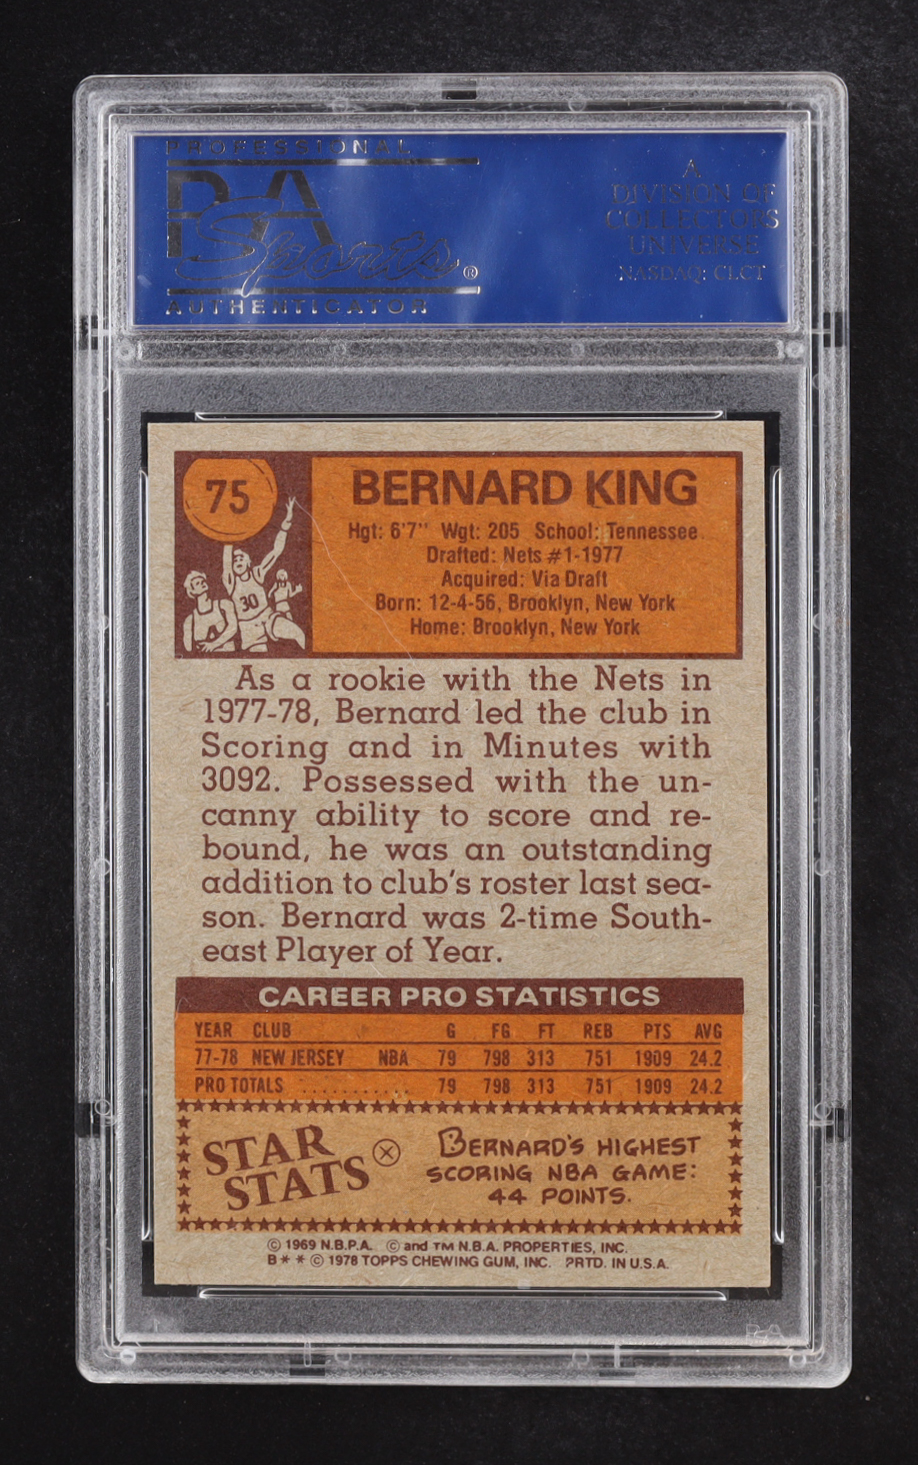 PROFESSIONAL
PSA
Sports®
AUTHENTICATOR
A
DIVISION OF
COLLECTORS
UNIVERSE
NASDAQ: CLCT
75
30
BERNARD KING
Hgt: 6'7" Wgt: 205 School: Tennessee
Drafted: Nets #1-1977
Acquired: Via Draft
Born: 12-4-56, Brooklyn, New York
Home: Brooklyn, New York
As a rookie with the Nets in
1977-78, Bernard led the club in
Scoring and in Minutes with
3092. Possessed with the un-
canny ability to score and re-
bound, he was an outstanding
addition to club's roster last sea-
son. Bernard was 2-time South-
east Player of Year.
CAREER PRO STATISTICS
YEAR CLUB G FG FT REB PTS AVG
77-78 NEW JERSEY NBA 79 798 313 751 1909 24.2
PRO TOTALS .......... 79 798 313 751 1909 24.2
STAR
STATS
BERNARD'S HIGHEST
SCORING NBA GAME:
44 POINTS.
© 1969 N.B.P.A. © and TM N.B.A. PROPERTIES, INC.
B** © 1978 TOPPS CHEWING GUM, INC. PRTD. IN U.S.A.
PSA